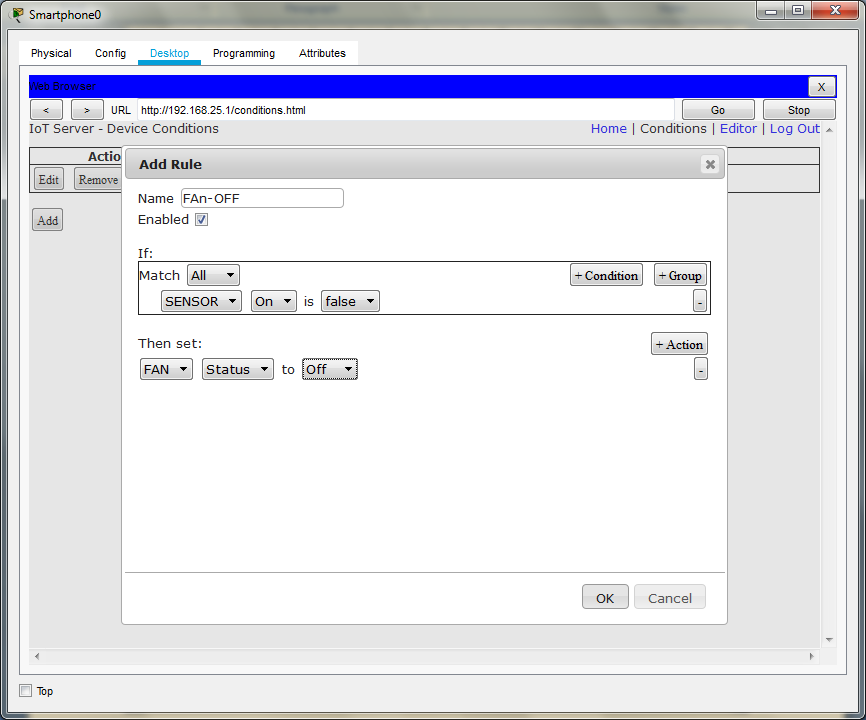 Smartphone0
Physical Config Desktop Programming Attributes
Web Browser X
< > URL http://192.168.25.1/conditions.html Go Stop
IoT Server - Device Conditions Home | Conditions | Editor | Log Out
Actio
Edit Remove
Add
Add Rule
Name FAn-OFF
Enabled
If:
Match All + Condition + Group
SENSOR On is false -
Then set: + Action
FAN Status to Off -
OK Cancel
Top